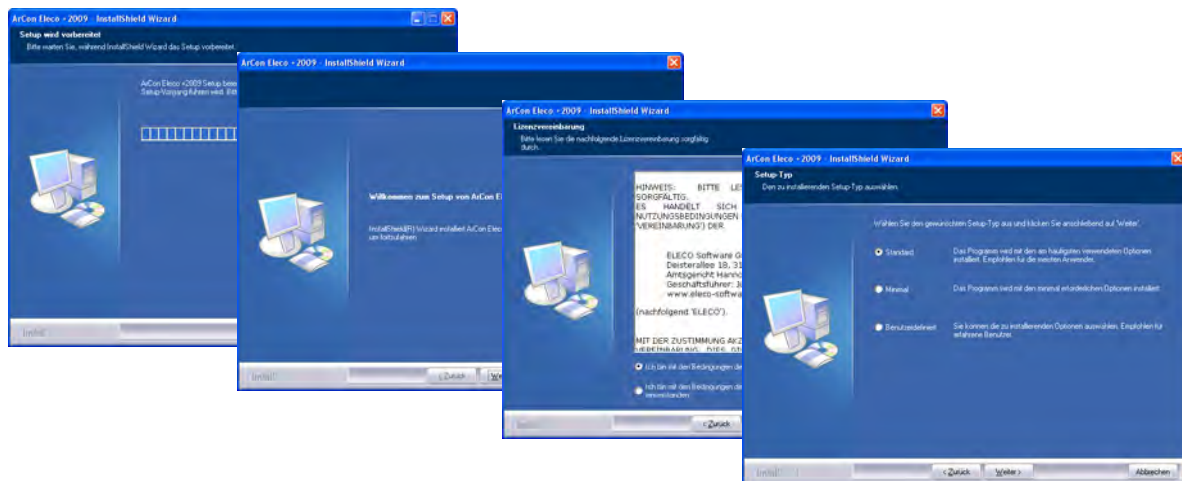 ArCon Eleco +2009 - InstallShield Wizard
Setup wird vorbereitet
Bitte warten Sie, während InstallShield Wizard das Setup vorbereitet.
ArCon Eleco +2009 Setup
Setup-Vorgang führen wird. Bitt
Install
ArCon Eleco +2009 - InstallShield Wizard
Willkommen zum Setup von ArCon El
InstallShield(R) Wizard installiert ArCon Eleco
um fortzufahren
Install
< Zurück
ArCon Eleco +2009 - InstallShield Wizard
Lizenzvereinbarung
Bitte lesen Sie die nachfolgende Lizenzvereinbarung sorgfältig
durch.
HINWEIS: BITTE LES
SORGFÄLTIG.
ES HANDELT SICH
NUTZUNGSBEDINGUNGEN
'VEREINBARUNG') DER
ELECO Software G
Deisterallee 18, 31
Amtsgericht Hanno
Geschäftsführer: J
www.eleco-softwa
(nachfolgend 'ELECO').
MIT DER ZUSTIMMUNG AKZ
Ich bin mit den Bedingungen de
Ich bin mit den Bedingungen de
einverstanden
< Zurück
ArCon Eleco +2009 - InstallShield Wizard
Setup-Typ
Den zu installierenden Setup-Typ auswählen.
Wählen Sie den gewünschten Setup-Typ aus und klicken Sie anschließend auf 'Weiter'.
Standard
Das Programm wird mit den am häufigsten verwendeten Optionen
installiert. Empfohlen für die meisten Anwender.
Minimal
Das Programm wird mit den minimal erforderlichen Optionen installiert.
Benutzerdefiniert
Sie können die zu installierenden Optionen auswählen. Empfohlen für
erfahrene Benutzer.
Install
< Zurück
Weiter >
Abbrechen